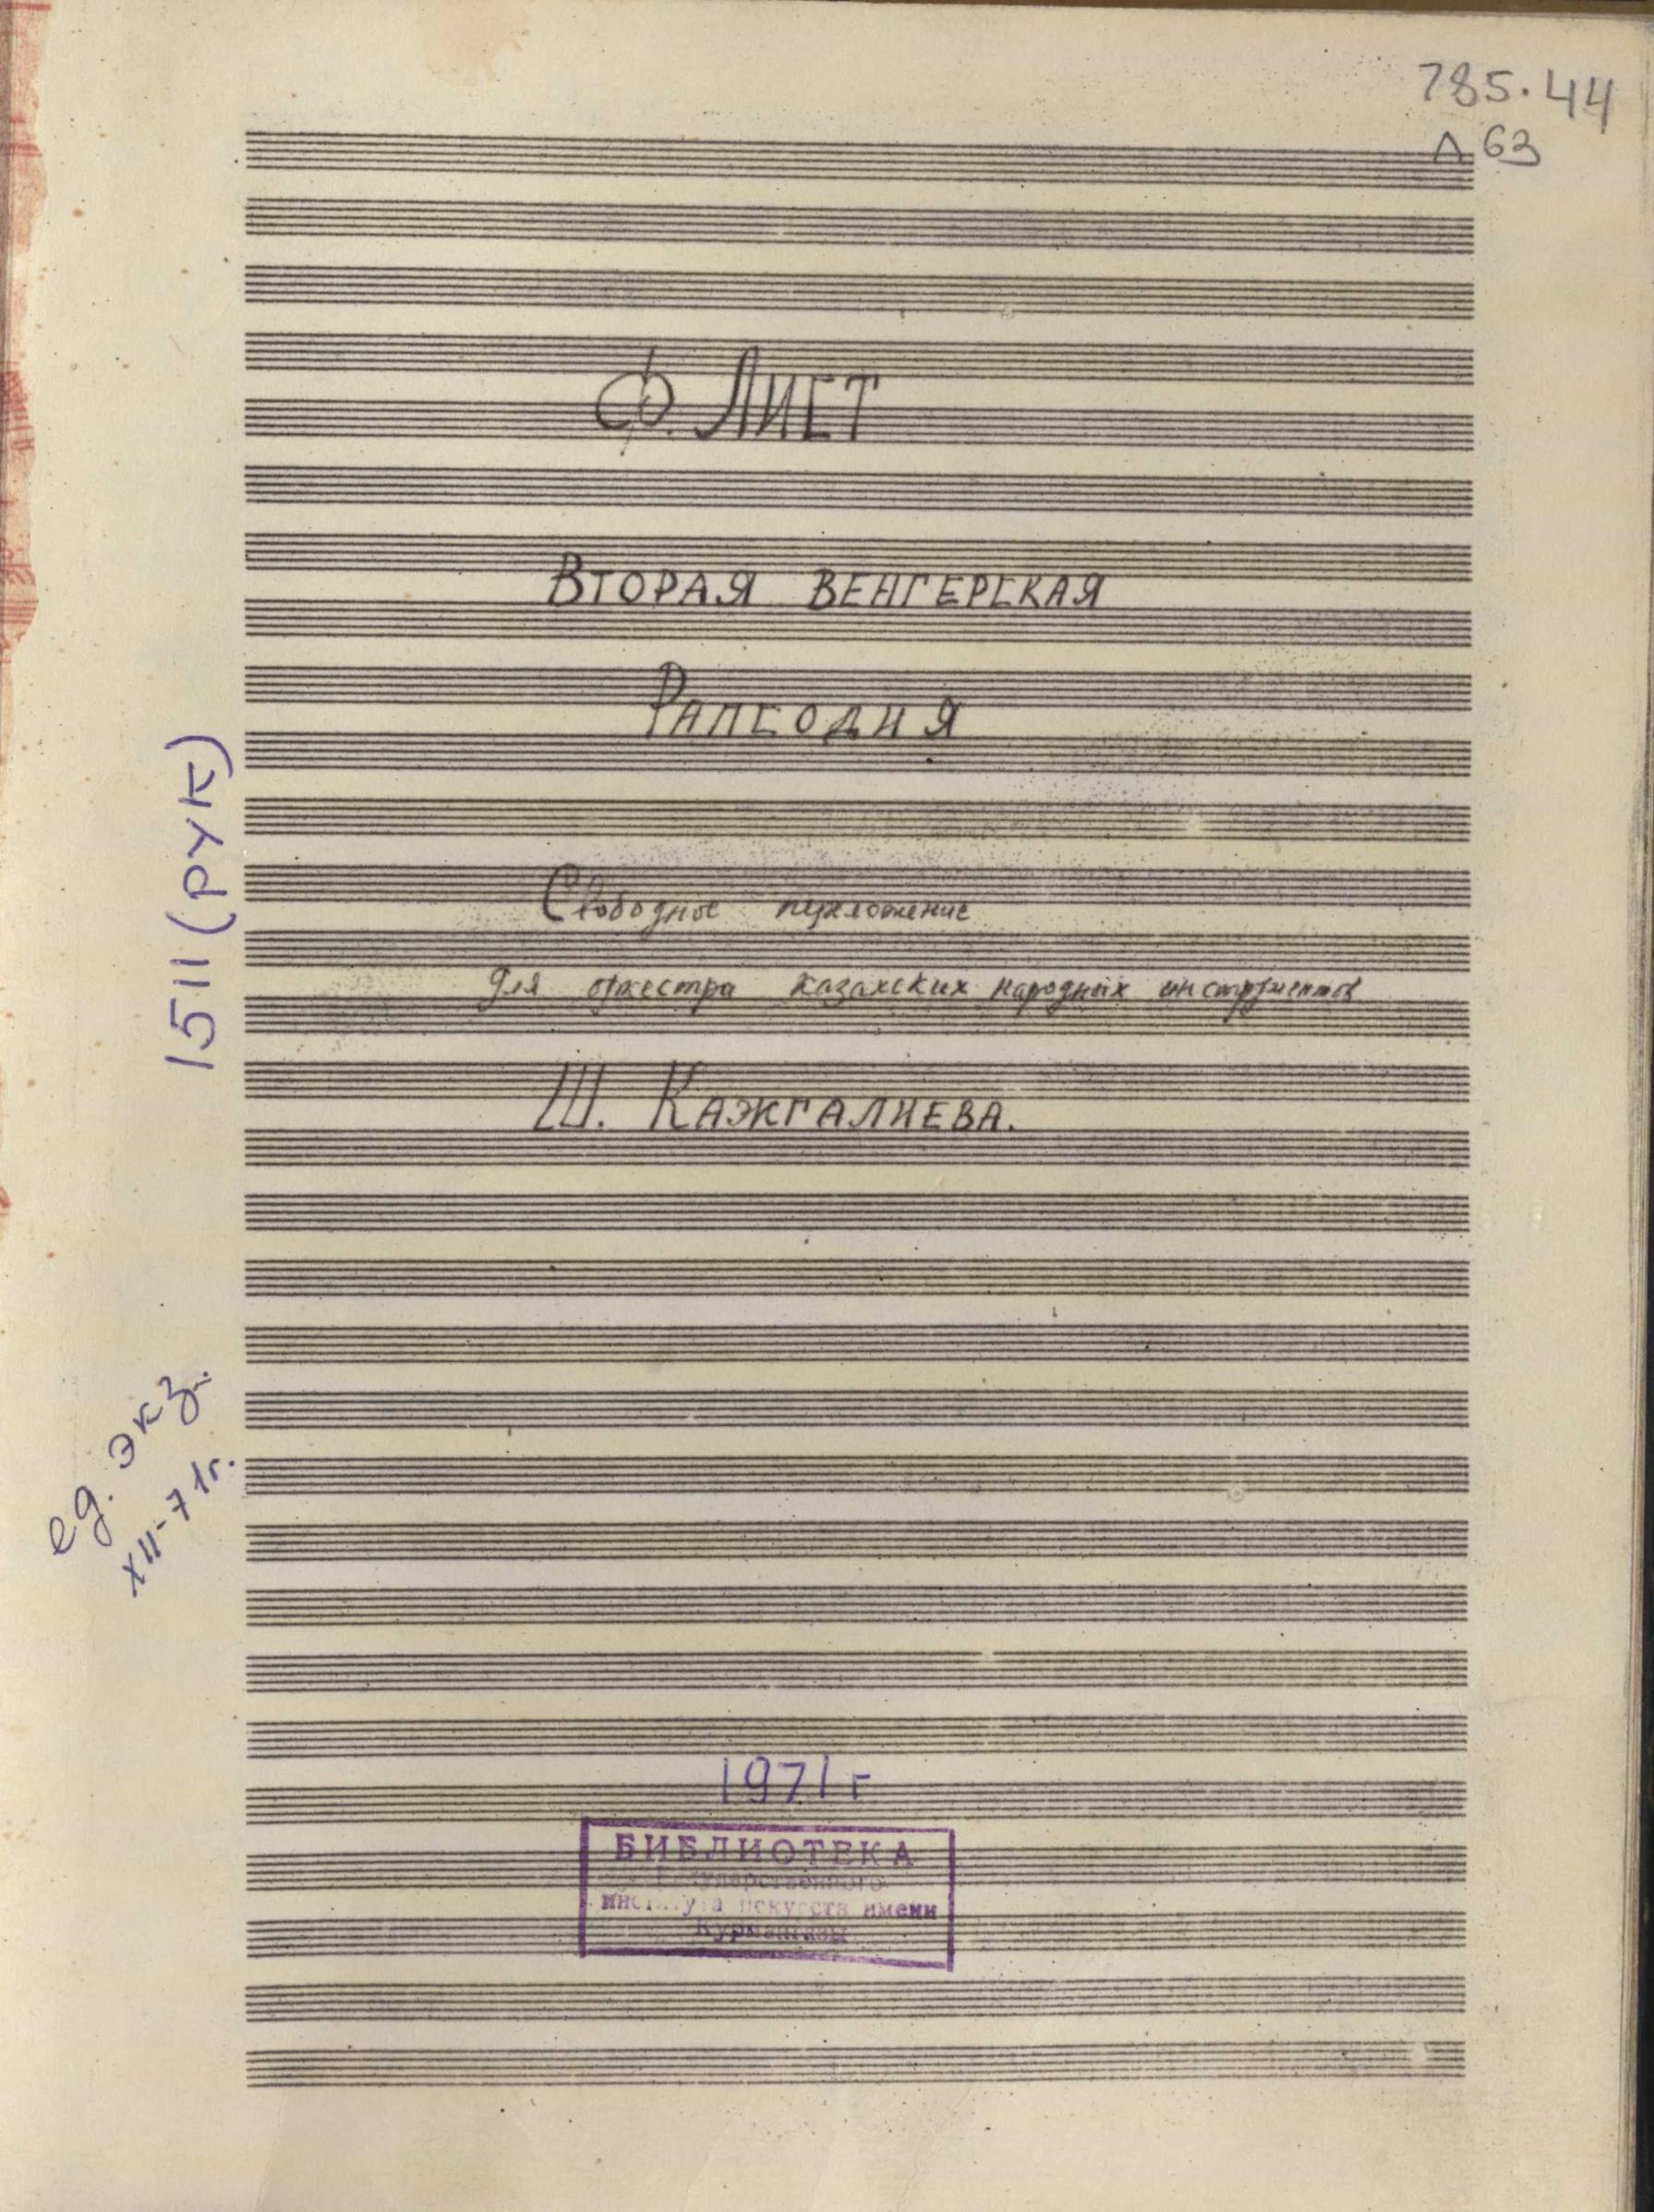 785.44
Л 63
Ф. ЛИСТ
ВТОРАЯ ВЕНГЕРСКАЯ
РАПСОДИЯ
Свободное переложение
для оркестра казахских народных инструментов
Ш. КАЖГАЛИЕВА.
1511 (РУК)
ед. экз.
XII-71г.
1971 г
БИБЛИОТЕКА
Государственного
института искусств имени
Курмангазы